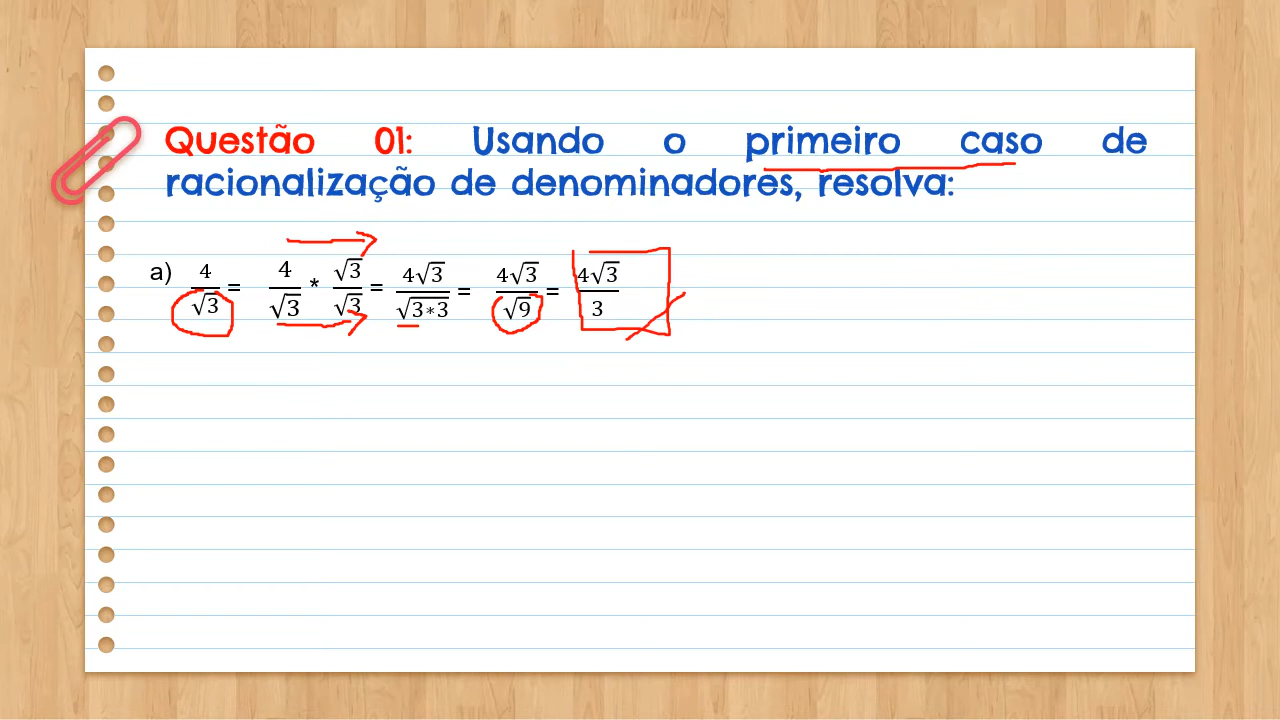 Questão 01: Usando o primeiro caso de
racionalização de denominadores, resolva:
a) 4/√3 = 4/√3 * √3/√3 = 4√3/√(3*3) = 4√3/√9 = 4√3/3